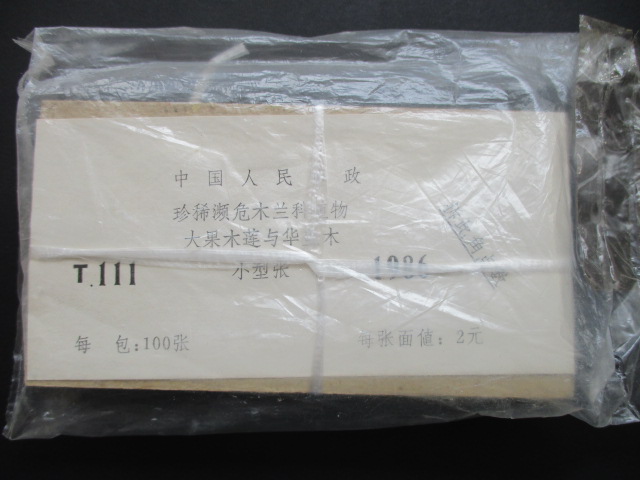 中国人民 政
珍稀濒危木兰科 物
大果木莲与华 木
T.111 小型张 1986
每 包:100张 每张面值: 2元